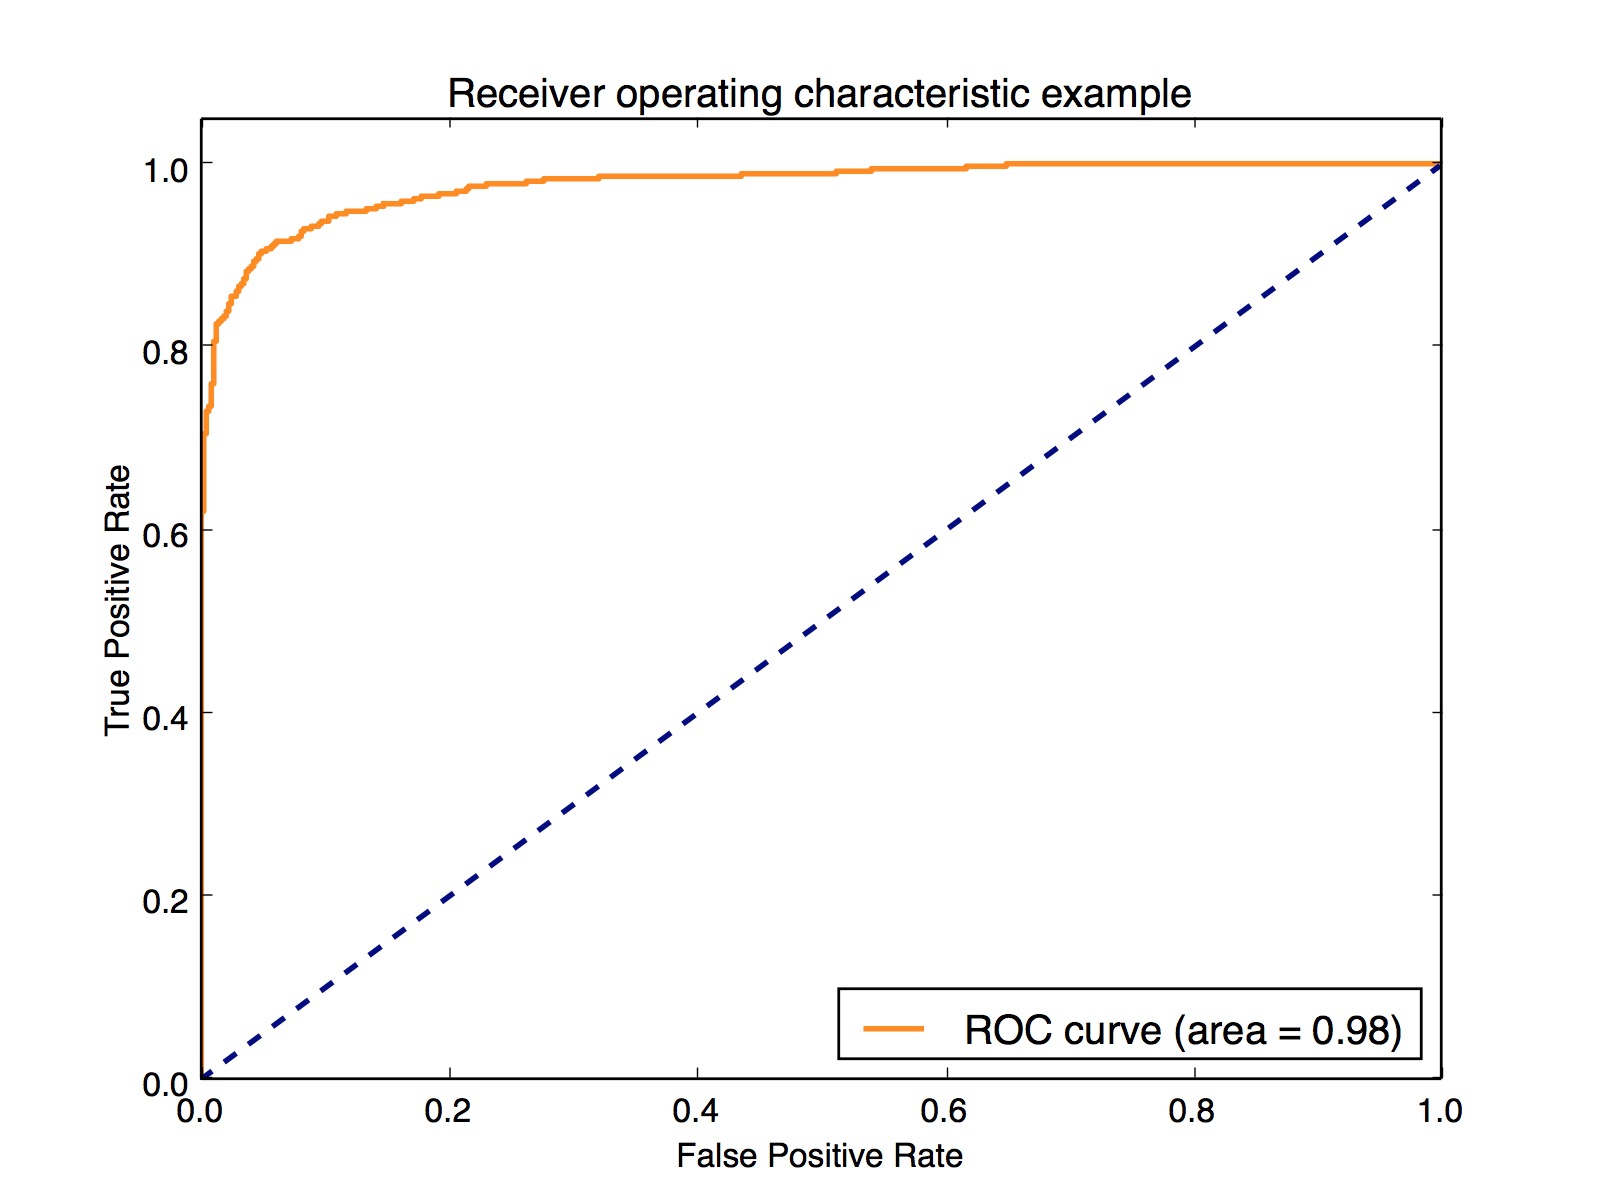 Receiver operating characteristic example
1.0
0.8
0.6
0.4
0.2
0.0
True Positive Rate
ROC curve (area = 0.98)
0.0 0.2 0.4 0.6 0.8 1.0
False Positive Rate